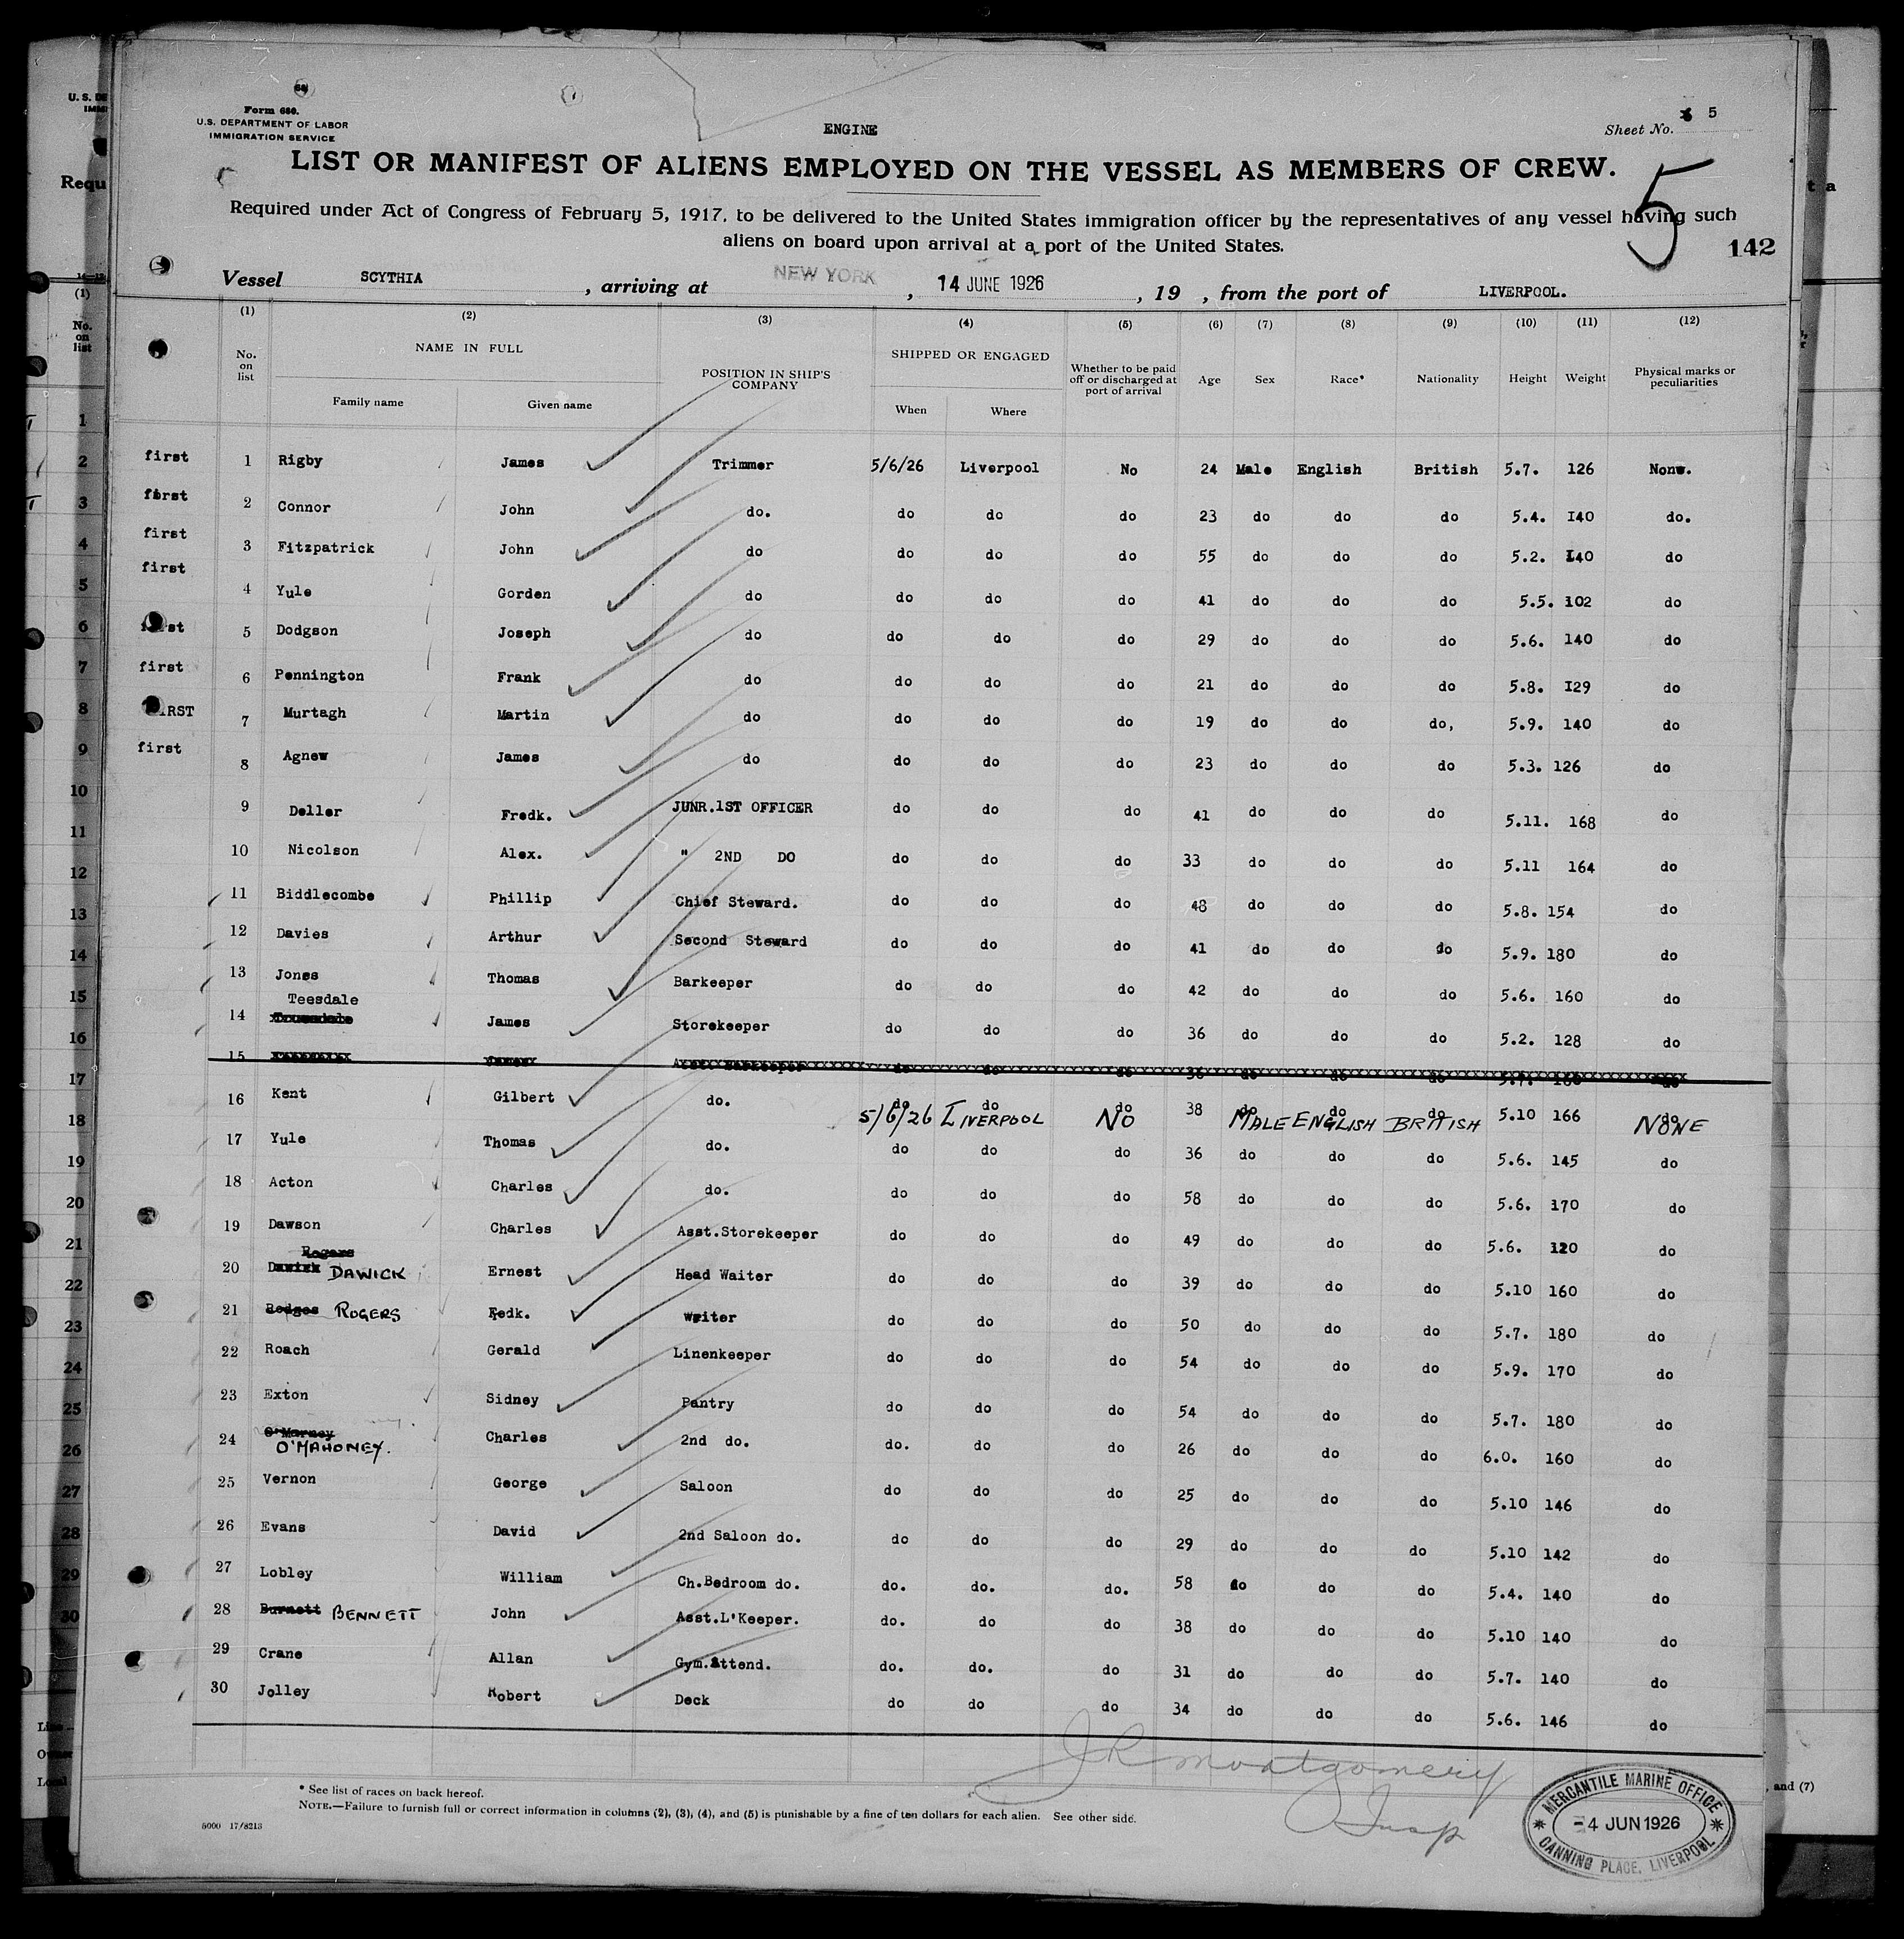 Form 680.
U.S. DEPARTMENT OF LABOR
IMMIGRATION SERVICE
ENGINE
Sheet No. 5
LIST OR MANIFEST OF ALIENS EMPLOYED ON THE VESSEL AS MEMBERS OF CREW.
5
Required under Act of Congress of February 5, 1917, to be delivered to the United States immigration officer by the representatives of any vessel having such
aliens on board upon arrival at a port of the United States.
142
Vessel SCYTHIA , arriving at NEW YORK , 14 JUNE 1926 , 19 , from the port of LIVERPOOL.
(1) (2) (3) (4) (5) (6) (7) (8) (9) (10) (11) (12)
No. on list NAME IN FULL POSITION IN SHIP'S COMPANY SHIPPED OR ENGAGED Whether to be paid off or discharged at port of arrival Age Sex Race* Nationality Height Weight Physical marks or peculiarities
Family name Given name When Where
first 1 Rigby James Trimmer 5/6/26 Liverpool No 24 Male English British 5.7. 126 None.
first 2 Connor John do. do do do 23 do do do 5.4. 140 do.
first 3 Fitzpatrick John do do do do 55 do do do 5.2. 140 do
first 4 Yule Gorden do do do do 41 do do do 5.5. 102 do
first 5 Dodgson Joseph do do do do 29 do do do 5.6. 140 do
first 6 Pennington Frank do do do do 21 do do do 5.8. 129 do
FIRST 7 Murtagh Martin do do do do 19 do do do, 5.9. 140 do
first 8 Agnew James do do do do 23 do do do 5.3. 126 do
9 Deller Fredk. JUNR.1ST OFFICER do do do 41 do do do 5.11. 168 do
10 Nicolson Alex. " 2ND DO do do do 33 do do do 5.11 164 do
11 Biddlecombe Phillip Chief Steward. do do do 48 do do do 5.8. 154 do
12 Davies Arthur Second Steward do do do 41 do do do 5.9. 180 do
13 Jones Thomas Barkeeper do do do 42 do do do 5.6. 160 do
14 Teesdale James Storekeeper do do do 36 do do do 5.2. 128 do
15 Asst. Barkeeper do do do 36 do do do
16 Kent Gilbert do. do do do 38 do do do 5.10 166 do
5/6/26 LIVERPOOL NO MALE ENGLISH BRITISH NONE
17 Yule Thomas do. do do do 36 do do do 5.6. 145 do
18 Acton Charles do. do do do 58 do do do 5.6. 170 do
19 Dawson Charles Asst.Storekeeper do do do 49 do do do 5.6. 120 do
Rogers
20 Dawick DAWICK Ernest Head Waiter do do do 39 do do do 5.10 160 do
21 Rodges ROGERS Fedk. Waiter do do do 50 do do do 5.7. 180 do
22 Roach Gerald Linenkeeper do do do 54 do do do 5.9. 170 do
23 Exton Sidney Pantry do do do 54 do do do 5.7. 180 do
24 O'Marney O'MAHONEY. Charles 2nd do. do. do do 26 do do do 6.0. 160 do
25 Vernon George Saloon do do do 25 do do do 5.10 146 do
26 Evans David 2nd Saloon do. do do do 29 do do do 5.10 142 do
27 Lobley William Ch.Bedroom do. do. do. do. 58 do do do 5.4. 140 do
28 Burnett BENNETT John Asst.L'Keeper. do. do do 38 do do do 5.10 140 do
29 Crane Allan Gym.Attend. do. do. do 31 do do do 5.7. 140 do
30 Jolley Robert Deck do do do 34 do do do 5.6. 146 do
J R Montgomery
Insp
* See list of races on back hereof.
NOTE.—Failure to furnish full or correct information in columns (2), (3), (4), and (5) is punishable by a fine of ten dollars for each alien. See other side.
5000 17/8213
MERCANTILE MARINE OFFICE
-4 JUN 1926
CANNING PLACE, LIVERPOOL
, and (7)